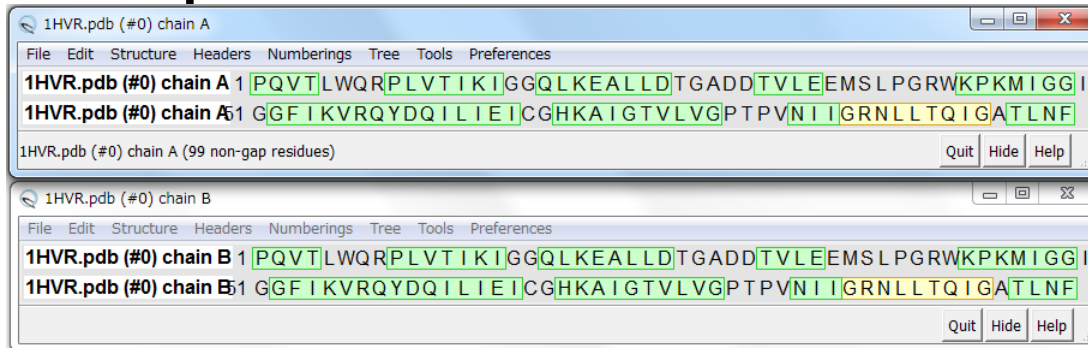 1HVR.pdb (#0) chain A
File Edit Structure Headers Numberings Tree Tools Preferences
1HVR.pdb (#0) chain A 1 PQVTLWQRPLVTIKIGGQLKEALLDTGADDTVLEEMSLPGRWKPKMIGGI
1HVR.pdb (#0) chain A 51 GGFIKVRQYDQILIEICGHKAIGTVLVGPTPVNIIGRNLLTQIGATLNF
1HVR.pdb (#0) chain A (99 non-gap residues)
Quit Hide Help
1HVR.pdb (#0) chain B
File Edit Structure Headers Numberings Tree Tools Preferences
1HVR.pdb (#0) chain B 1 PQVTLWQRPLVTIKIGGQLKEALLDTGADDTVLEEMSLPGRWKPKMIGGI
1HVR.pdb (#0) chain B 51 GGFIKVRQYDQILIEICGHKAIGTVLVGPTPVNIIGRNLLTQIGATLNF
Quit Hide Help